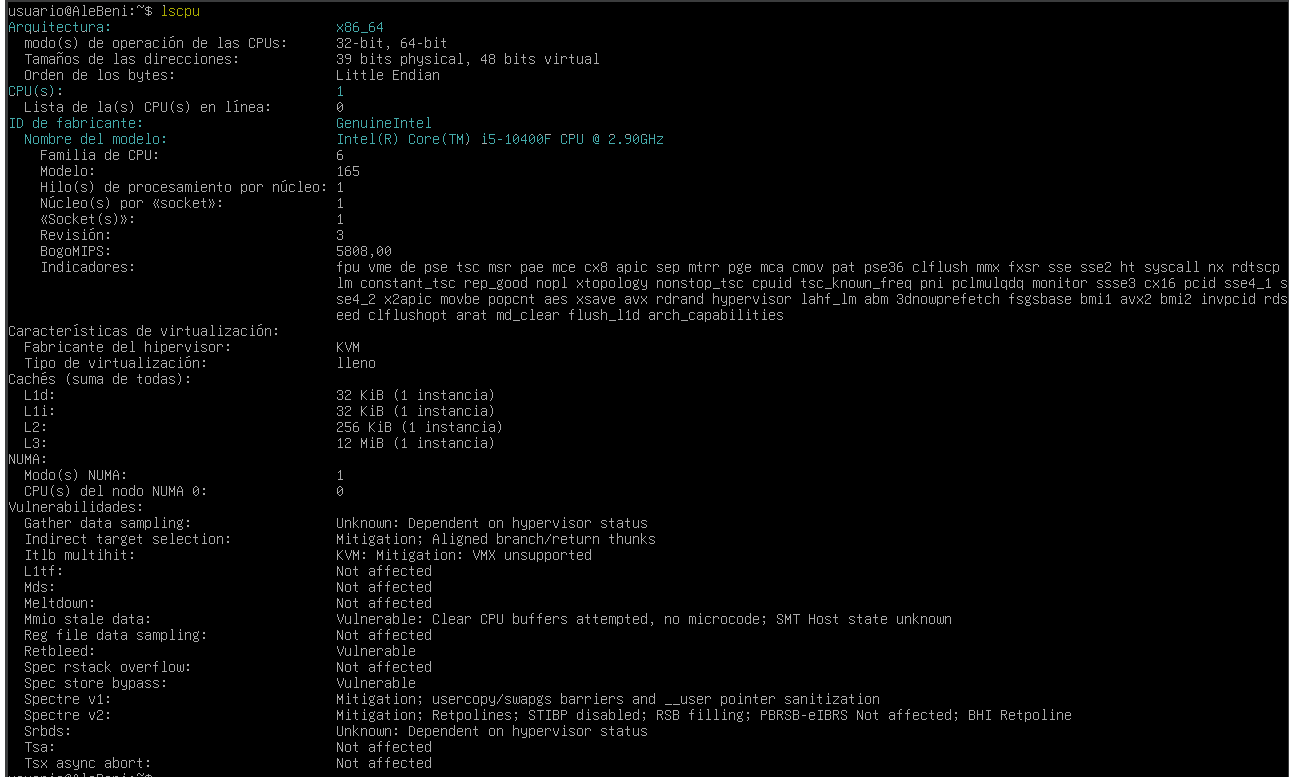 usuario@AleBeni:~$ lscpu
Arquitectura: x86_64
modo(s) de operación de las CPUs: 32-bit, 64-bit
Tamaños de las direcciones: 39 bits physical, 48 bits virtual
Orden de los bytes: Little Endian
CPU(s): 1
Lista de la(s) CPU(s) en línea: 0
ID de fabricante: GenuineIntel
Nombre del modelo: Intel(R) Core(TM) i5-10400F CPU @ 2.90GHz
Familia de CPU: 6
Modelo: 165
Hilo(s) de procesamiento por núcleo: 1
Núcleo(s) por «socket»: 1
«Socket(s)»: 1
Revisión: 3
BogoMIPS: 5808,00
Indicadores: fpu vme de pse tsc msr pae mce cx8 apic sep mtrr pge mca cmov pat pse36 clflush mmx fxsr sse sse2 ht syscall nx rdtscp
lm constant_tsc rep_good nopl xtopology nonstop_tsc cpuid tsc_known_freq pni pclmulqdq monitor ssse3 cx16 pcid sse4_1 s
se4_2 x2apic movbe popcnt aes xsave avx rdrand hypervisor lahf_lm abm 3dnowprefetch fsgsbase bmi1 avx2 bmi2 invpcid rds
eed clflushopt arat md_clear flush_l1d arch_capabilities
Características de virtualización:
Fabricante del hipervisor: KVM
Tipo de virtualización: lleno
Cachés (suma de todas):
L1d: 32 KiB (1 instancia)
L1i: 32 KiB (1 instancia)
L2: 256 KiB (1 instancia)
L3: 12 MiB (1 instancia)
NUMA:
Modo(s) NUMA: 1
CPU(s) del nodo NUMA 0: 0
Vulnerabilidades:
Gather data sampling: Unknown: Dependent on hypervisor status
Indirect target selection: Mitigation; Aligned branch/return thunks
Itlb multihit: KVM: Mitigation: VMX unsupported
L1tf: Not affected
Mds: Not affected
Meltdown: Not affected
Mmio stale data: Vulnerable: Clear CPU buffers attempted, no microcode; SMT Host state unknown
Reg file data sampling: Not affected
Retbleed: Vulnerable
Spec rstack overflow: Not affected
Spec store bypass: Vulnerable
Spectre v1: Mitigation; usercopy/swapgs barriers and __user pointer sanitization
Spectre v2: Mitigation; Retpolines; STIBP disabled; RSB filling; PBRSB-eIBRS Not affected; BHI Retpoline
Srbds: Unknown: Dependent on hypervisor status
Tsa: Not affected
Tsx async abort: Not affected
usuario@AleBeni:~$